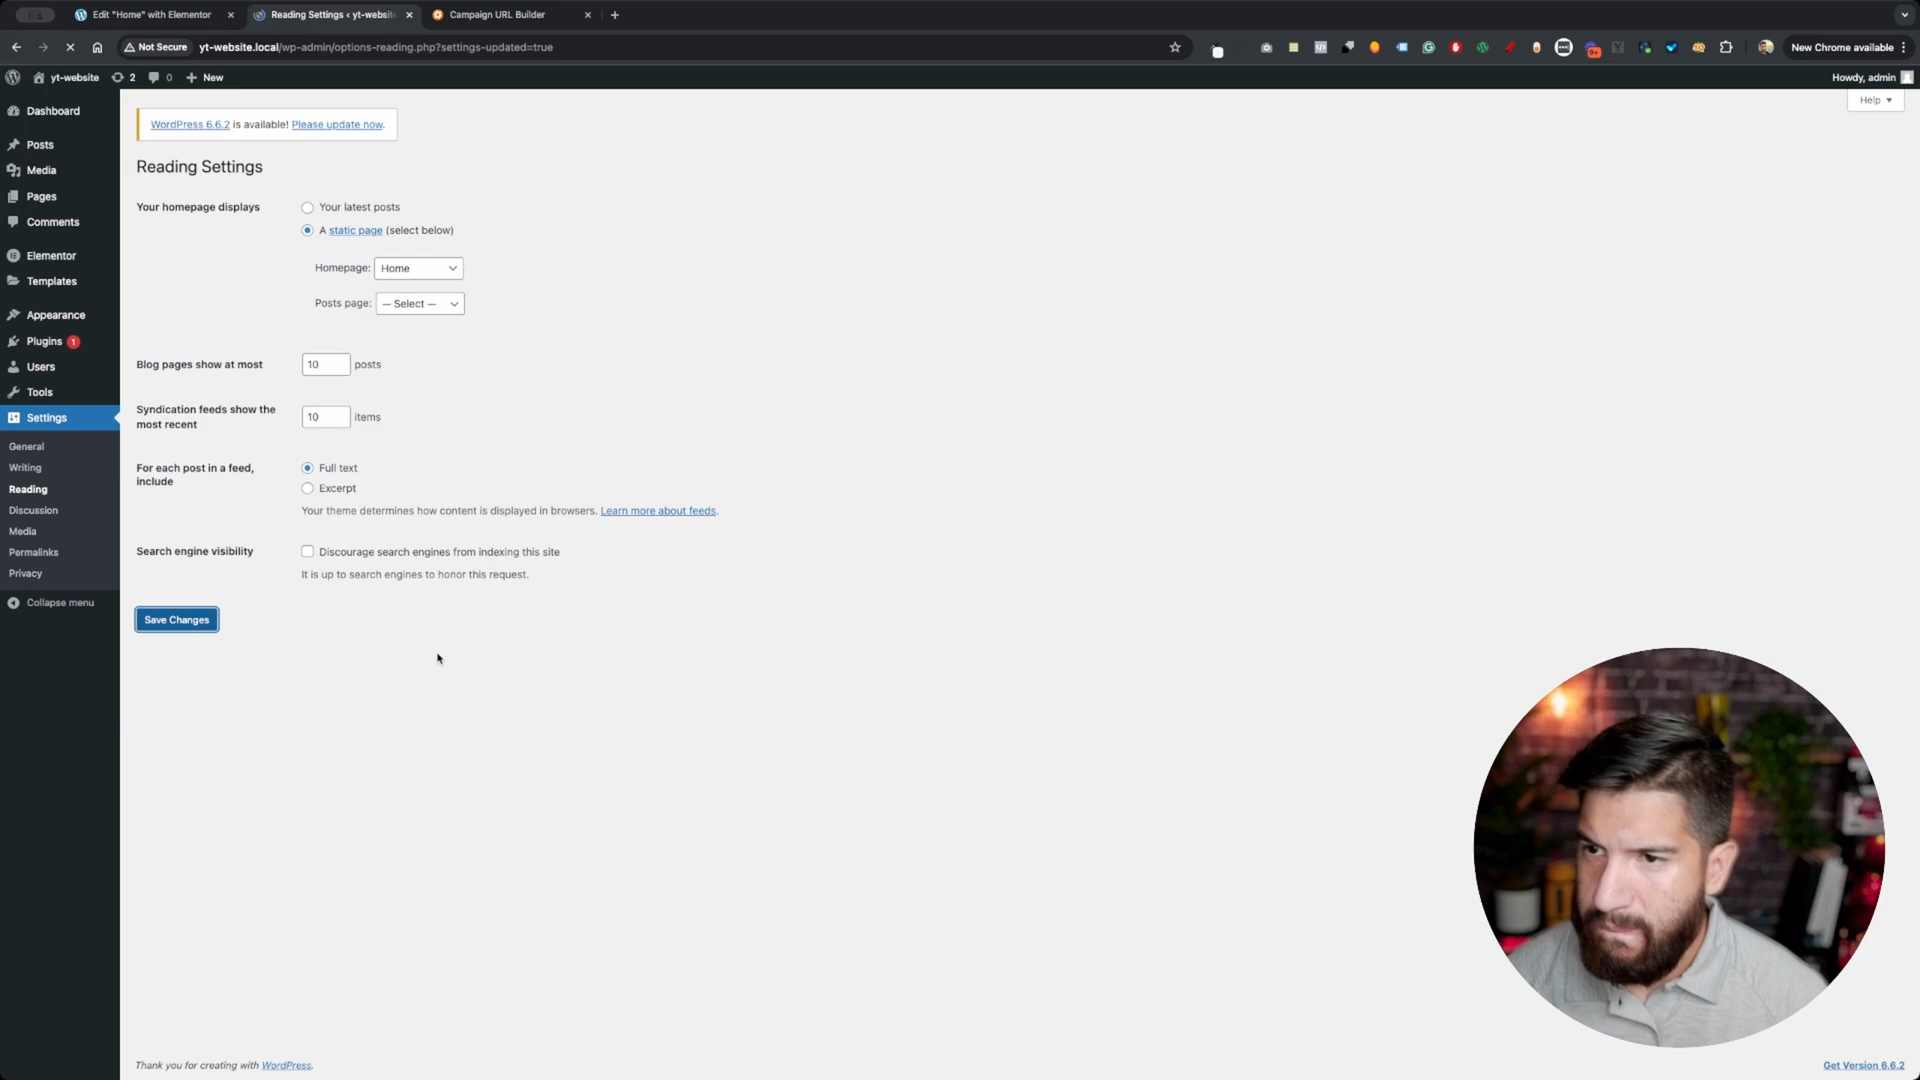 Edit "Home" with Elementor
Reading Settings ‹ yt-websit
Campaign URL Builder
Not Secure
yt-website.local/wp-admin/options-reading.php?settings-updated=true
New Chrome available
yt-website
2
0
New
Howdy, admin
Help
Dashboard
Posts
Media
Pages
Comments
Elementor
Templates
Appearance
Plugins 1
Users
Tools
Settings
General
Writing
Reading
Discussion
Media
Permalinks
Privacy
Collapse menu
WordPress 6.6.2 is available! Please update now.
Reading Settings
Your homepage displays
Your latest posts
A static page (select below)
Homepage: Home
Posts page: — Select —
Blog pages show at most
10 posts
Syndication feeds show the
most recent
10 items
For each post in a feed,
include
Full text
Excerpt
Your theme determines how content is displayed in browsers. Learn more about feeds.
Search engine visibility
Discourage search engines from indexing this site
It is up to search engines to honor this request.
Save Changes
Thank you for creating with WordPress.
Get Version 6.6.2